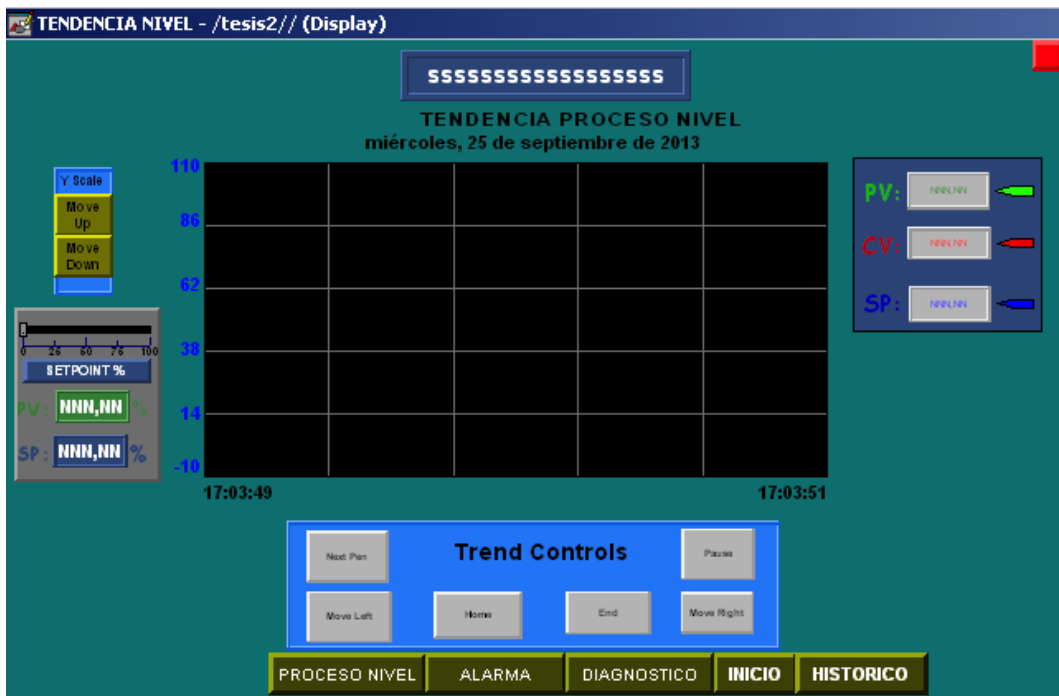 TENDENCIA NIVEL - /tesis2// (Display)
SSSSSSSSSSSSSSSSSS
TENDENCIA PROCESO NIVEL
miércoles, 25 de septiembre de 2013
Y Scale
Move
Up
Move
Down
110
86
62
38
14
-10
17:03:49
17:03:51
PV: NNN,NN
CV: NNN,NN
SP: NNN,NN
0 25 50 75 100
SETPOINT %
PV: NNN,NN %
SP: NNN,NN %
Next Pen
Trend Controls
Pause
Move Left
Home
End
Move Right
PROCESO NIVEL
ALARMA
DIAGNOSTICO
INICIO
HISTORICO